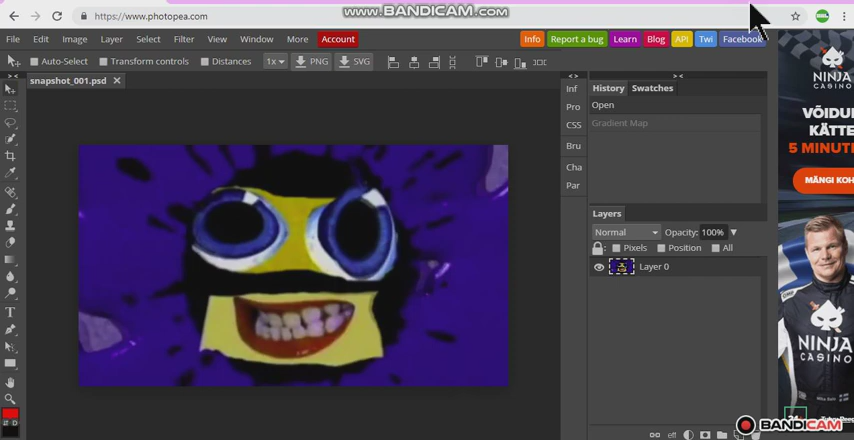 https://www.photopea.com
www.BANDICAM.com
File Edit Image Layer Select Filter View Window More Account
Info Report a bug Learn Blog API Twi Facebook
Auto-Select Transform controls Distances 1x PNG SVG
snapshot_001.psd
Inf
Pro
CSS
Bru
Cha
Par
History Swatches
Open
Gradient Map
Layers
Normal Opacity: 100%
Pixels Position All
Layer 0
eff
NINJA
CASINO
VÕIDU
KÄTTE
5 MINUTI
MÄNGI KOH
NINJA
CASINO
BANDICAM